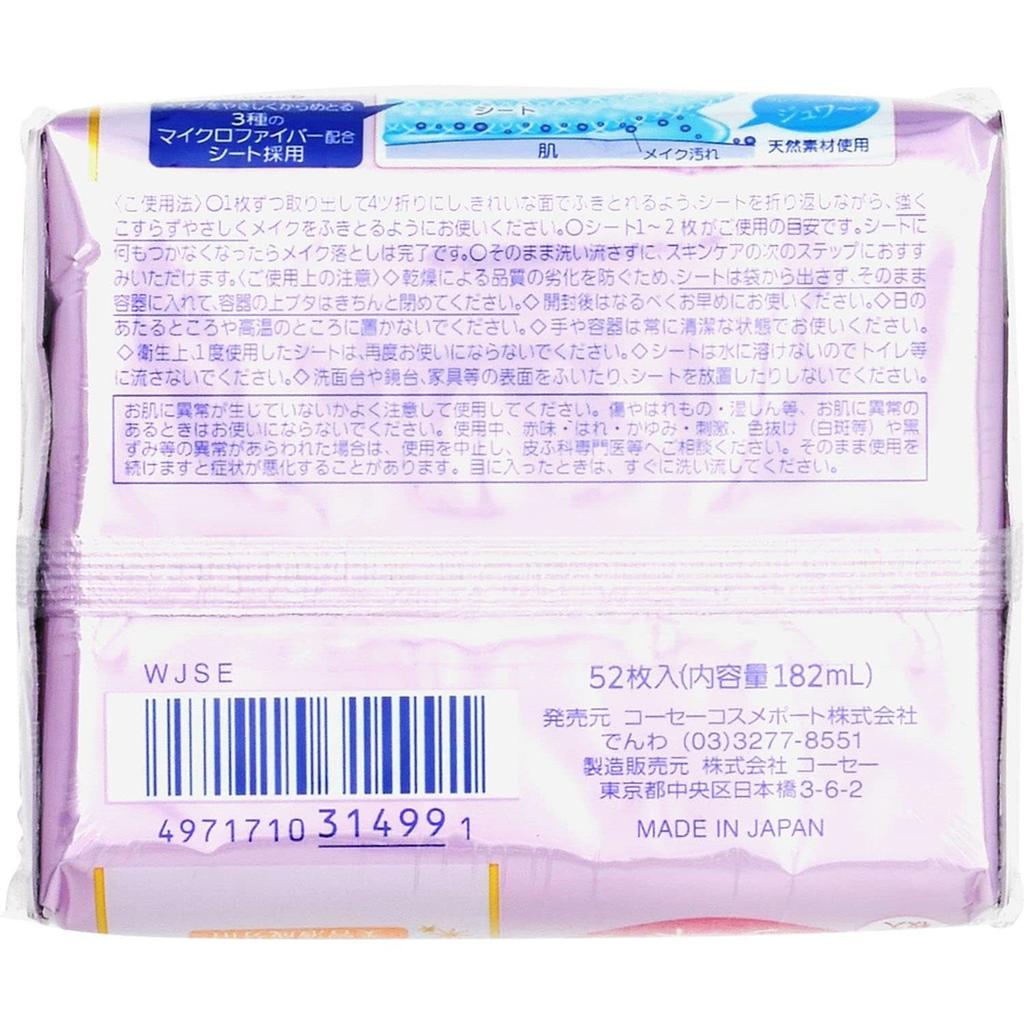 メイクをやさしくからめとる
3種の
マイクロファイバー配合
シート採用
シート
ジュワ〜ッ
肌
メイク汚れ
天然素材使用
〈ご使用法〉○1枚ずつ取り出して4ツ折りにし、きれいな面でふきとれるよう、シートを折り返しながら、強く
こすらずやさしくメイクをふきとるようにお使いください。○シート1〜2枚がご使用の目安です。シートに
何もつかなくなったらメイク落としは完了です。○そのまま洗い流さずに、スキンケアの次のステップにおすす
みいただけます。〈ご使用上の注意〉◇乾燥による品質の劣化を防ぐため、シートは袋から出さず、そのまま
容器に入れて、容器の上ブタはきちんと閉めてください。◇開封後はなるべくお早めにお使いください。◇日の
あたるところや高温のところに置かないでください。◇手や容器は常に清潔な状態でお使いください。
◇衛生上、1度使用したシートは、再度お使いにならないでください。◇シートは水に溶けないのでトイレ等
に流さないでください。◇洗面台や鏡台、家具等の表面をふいたり、シートを放置したりしないでください。
お肌に異常が生じていないかよく注意して使用してください。傷やはれもの・湿しん等、お肌に異常の
あるときはお使いにならないでください。使用中、赤味・はれ・かゆみ・刺激、色抜け（白斑等）や黒
ずみ等の異常があらわれた場合は、使用を中止し、皮ふ科専門医等へご相談ください。そのまま使用を
続けますと症状が悪化することがあります。目に入ったときは、すぐに洗い流してください。
WJSE
4971710 31499 1
52枚入(内容量182mL)
発売元 コーセーコスメポート株式会社
でんわ (03)3277-8551
製造販売元 株式会社 コーセー
東京都中央区日本橋3-6-2
MADE IN JAPAN